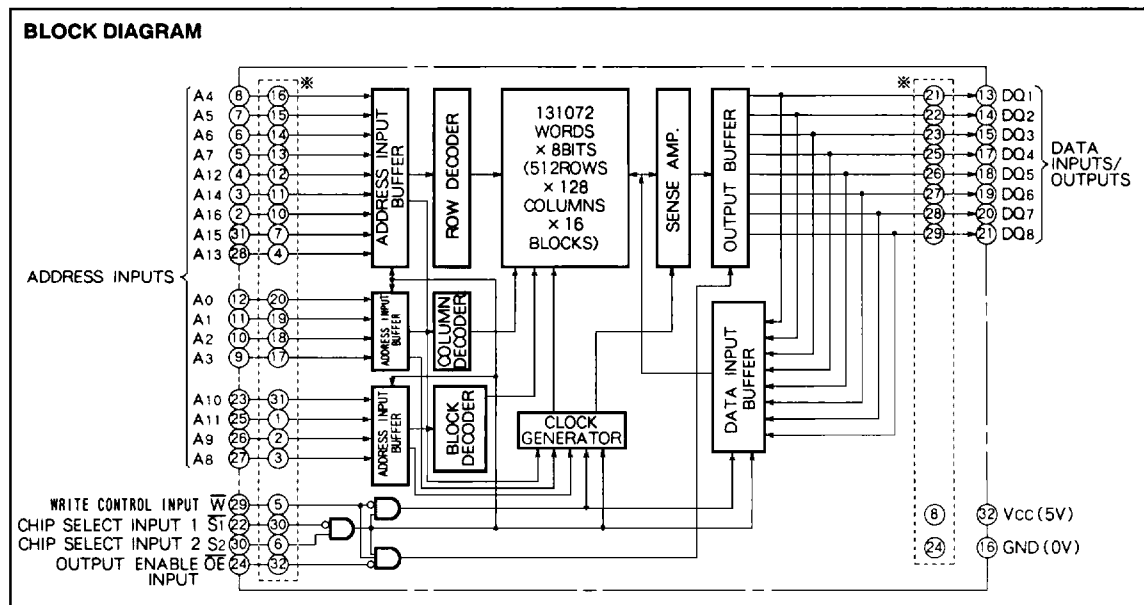 BLOCK DIAGRAM
※
※
A4 8 16
A5 7 15
A6 6 14
A7 5 13
A12 4 12
A14 3 11
A16 2 10
A15 31 7
A13 28 4
ADDRESS INPUTS
A0 12 20
A1 11 19
A2 10 18
A3 9 17
A10 23 31
A11 25 1
A9 26 2
A8 27 3
WRITE CONTROL INPUT W̅ 29 5
CHIP SELECT INPUT 1 S̅1 22 30
CHIP SELECT INPUT 2 S2 30 6
OUTPUT ENABLE O̅E̅ 24 32
INPUT
ADDRESS INPUT
BUFFER
ROW DECODER
131072
WORDS
× 8BITS
(512ROWS
× 128
COLUMNS
× 16
BLOCKS)
SENSE AMP.
OUTPUT BUFFER
ADDRESS INPUT
BUFFER
COLUMN
DECODER
ADDRESS INPUT
BUFFER
BLOCK
DECODER
CLOCK
GENERATOR
DATA INPUT
BUFFER
21 13 DQ1
22 14 DQ2
23 15 DQ3
25 17 DQ4
26 18 DQ5
27 19 DQ6
28 20 DQ7
29 21 DQ8
DATA
INPUTS/
OUTPUTS
8 32 VCC (5V)
24 16 GND (0V)